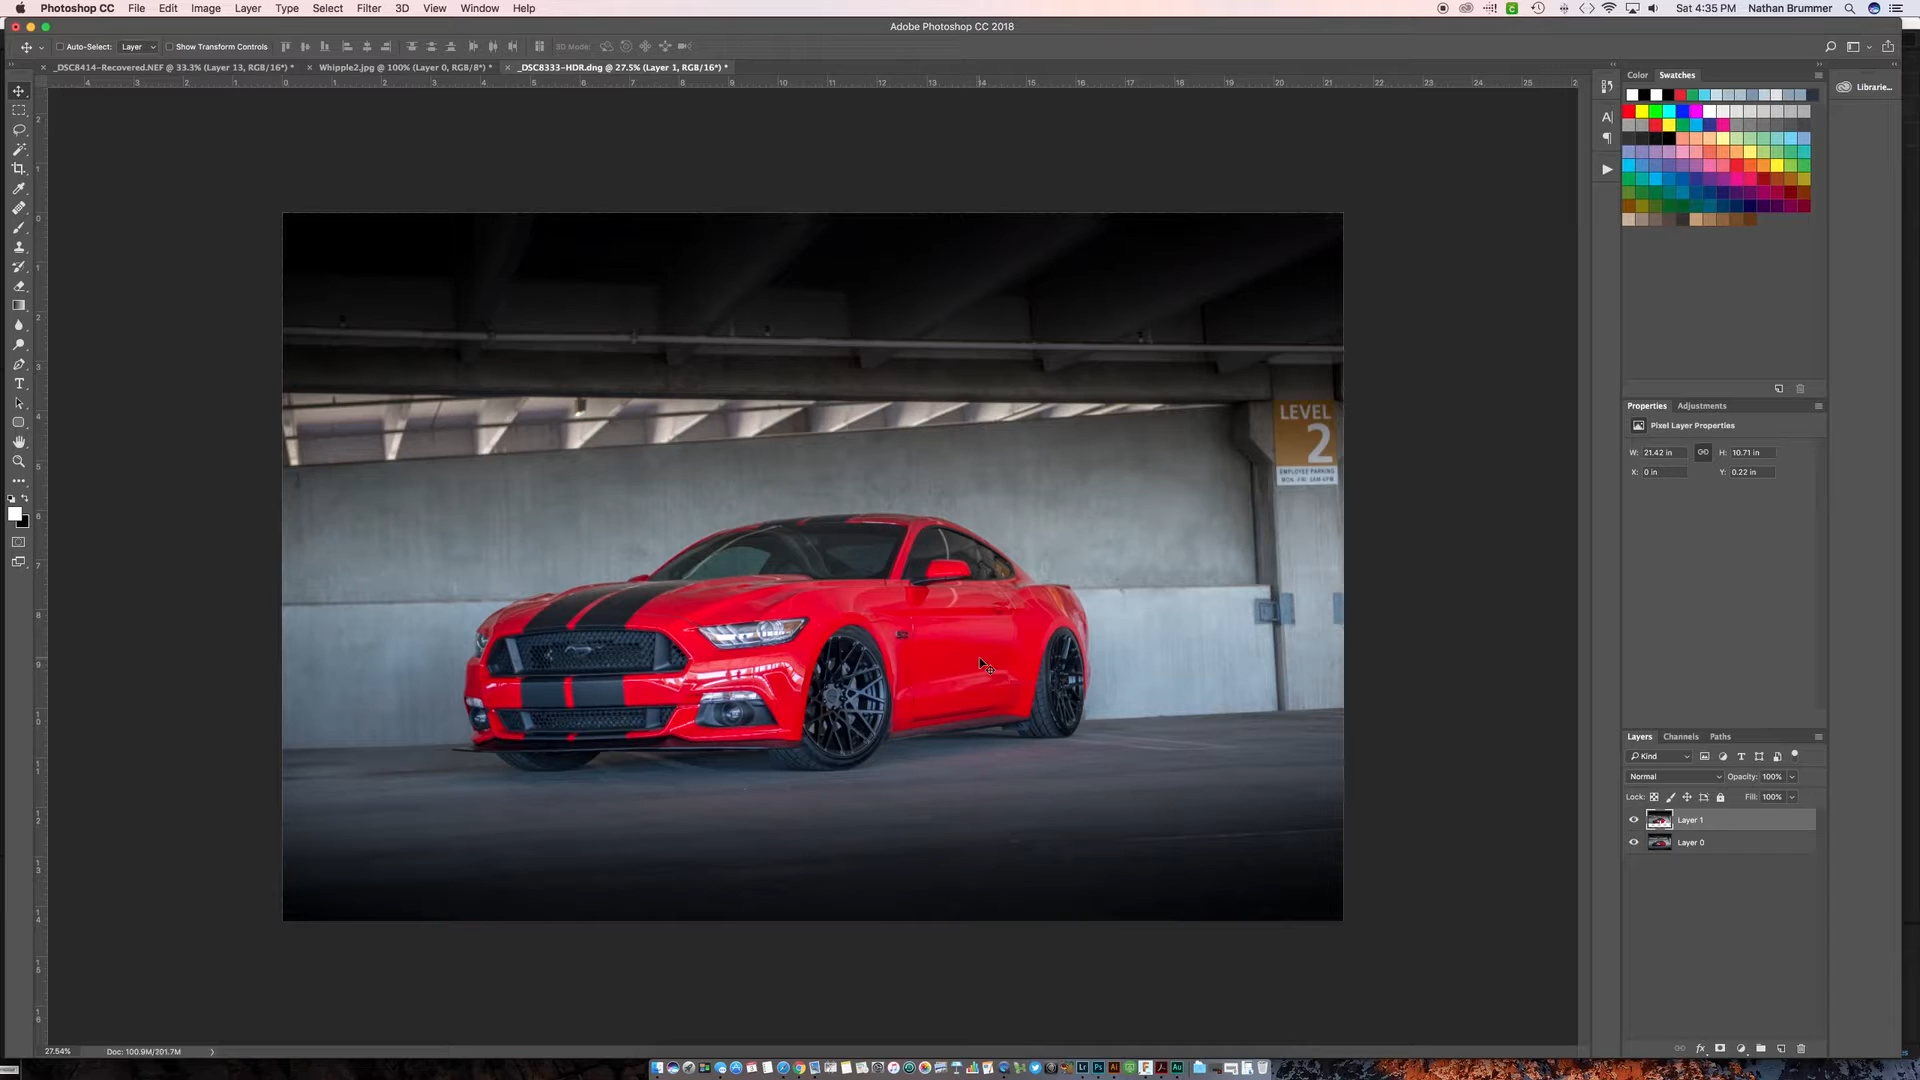 Photoshop CC File Edit Image Layer Type Select Filter 3D View Window Help Sat 4:35 PM Nathan Brummer
Adobe Photoshop CC 2018
Auto-Select: Layer Show Transform Controls 3D Mode:
_DSC8414-Recovered.NEF @ 33.3% (Layer 13, RGB/16*) * Whipple2.jpg @ 100% (Layer 0, RGB/8*) * _DSC8333-HDR.dng @ 27.5% (Layer 1, RGB/16*) *
Color Swatches
Librarie...
LEVEL
2
EMPLOYEE PARKING
Properties Adjustments
Pixel Layer Properties
W: 21.42 in H: 10.71 in
X: 0 in Y: 0.22 in
Layers Channels Paths
Kind
Normal Opacity: 100%
Lock: Fill: 100%
Layer 1
Layer 0
27.54% Doc: 100.9M/201.7M